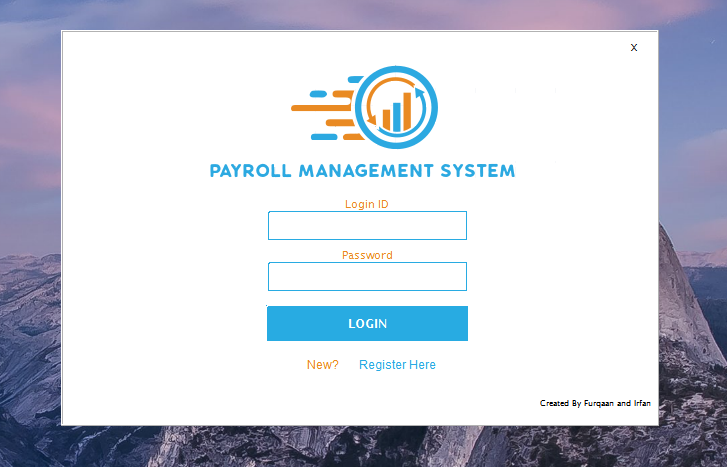 X
PAYROLL MANAGEMENT SYSTEM
Login ID
Password
LOGIN
New? Register Here
Created By Furqaan and Irfan